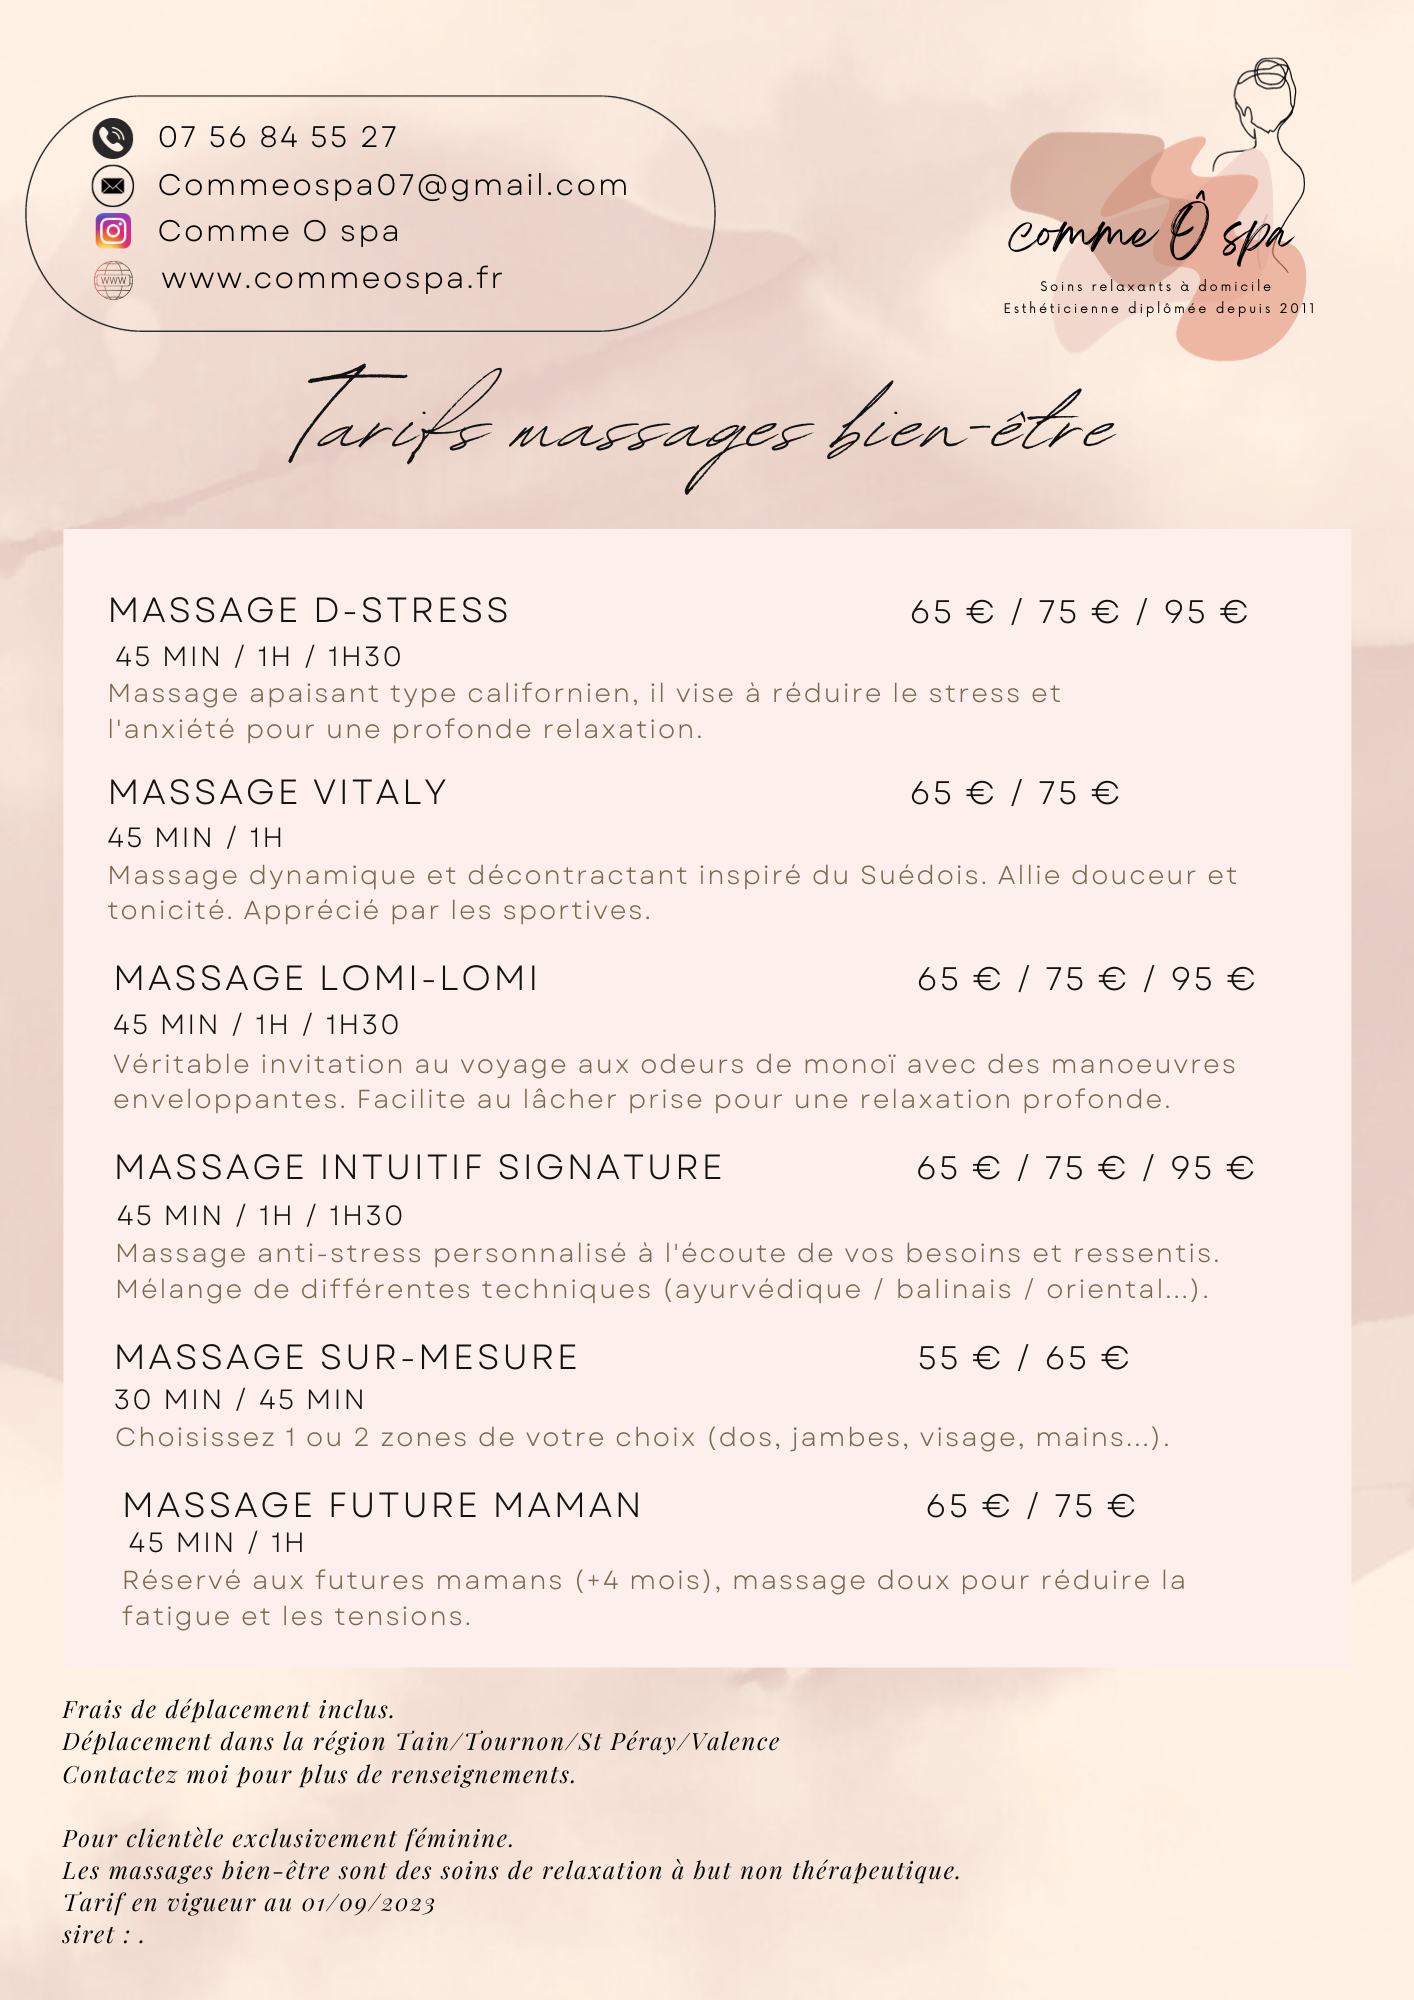 07 56 84 55 27
Commeospa07@gmail.com
Comme O spa
www
www.commeospa.fr
comme Ô spa
Soins relaxants à domicile
Esthéticienne diplômée depuis 2011
Tarifs massages bien-être
MASSAGE D-STRESS 65 € / 75 € / 95 €
45 MIN / 1H / 1H30
Massage apaisant type californien, il vise à réduire le stress et
l'anxiété pour une profonde relaxation.
MASSAGE VITALY 65 € / 75 €
45 MIN / 1H
Massage dynamique et décontractant inspiré du Suédois. Allie douceur et
tonicité. Apprécié par les sportives.
MASSAGE LOMI-LOMI 65 € / 75 € / 95 €
45 MIN / 1H / 1H30
Véritable invitation au voyage aux odeurs de monoï avec des manoeuvres
enveloppantes. Facilite au lâcher prise pour une relaxation profonde.
MASSAGE INTUITIF SIGNATURE 65 € / 75 € / 95 €
45 MIN / 1H / 1H30
Massage anti-stress personnalisé à l'écoute de vos besoins et ressentis.
Mélange de différentes techniques (ayurvédique / balinais / oriental...).
MASSAGE SUR-MESURE 55 € / 65 €
30 MIN / 45 MIN
Choisissez 1 ou 2 zones de votre choix (dos, jambes, visage, mains...).
MASSAGE FUTURE MAMAN 65 € / 75 €
45 MIN / 1H
Réservé aux futures mamans (+4 mois), massage doux pour réduire la
fatigue et les tensions.
Frais de déplacement inclus.
Déplacement dans la région Tain/Tournon/St Péray/Valence
Contactez moi pour plus de renseignements.
Pour clientèle exclusivement féminine.
Les massages bien-être sont des soins de relaxation à but non thérapeutique.
Tarif en vigueur au 01/09/2023
siret : .